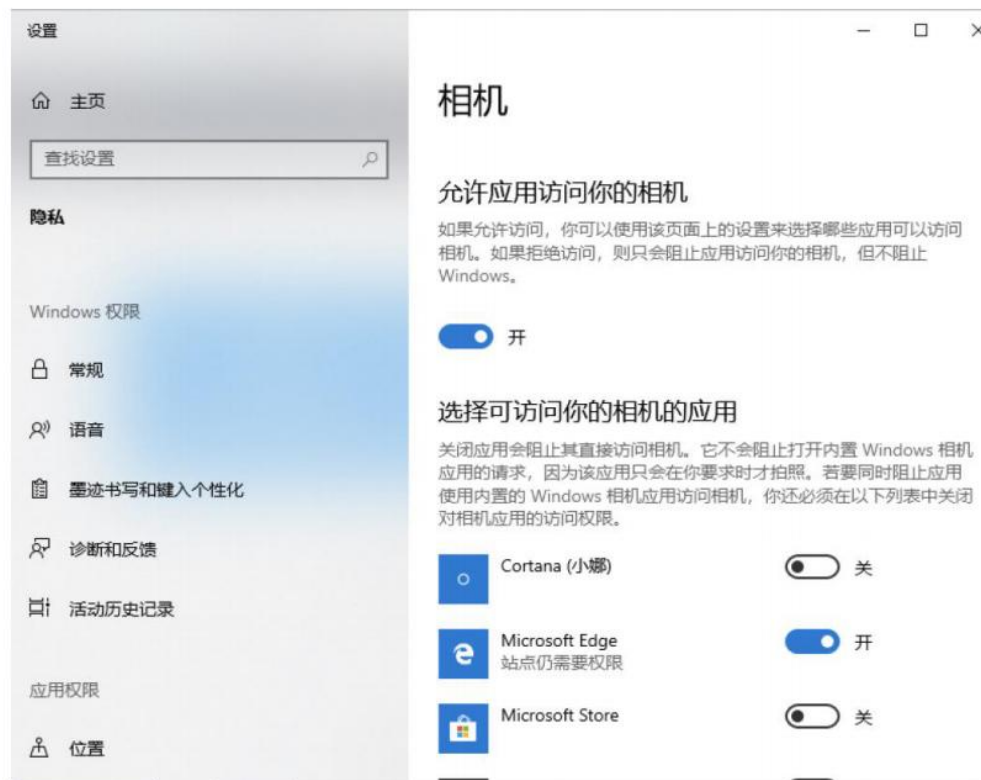 设置
主页
查找设置
隐私
Windows 权限
常规
语音
墨迹书写和键入个性化
诊断和反馈
活动历史记录
应用权限
位置
相机
允许应用访问你的相机
如果允许访问，你可以使用该页面上的设置来选择哪些应用可以访问
相机。如果拒绝访问，则只会阻止应用访问你的相机，但不阻止
Windows。
开
选择可访问你的相机的应用
关闭应用会阻止其直接访问相机。它不会阻止打开内置 Windows 相机
应用的请求，因为该应用只会在你要求时才拍照。若要同时阻止应用
使用内置的 Windows 相机应用访问相机，你还必须在以下列表中关闭
对相机应用的访问权限。
Cortana (小娜)
关
Microsoft Edge
开
站点仍需要权限
Microsoft Store
关